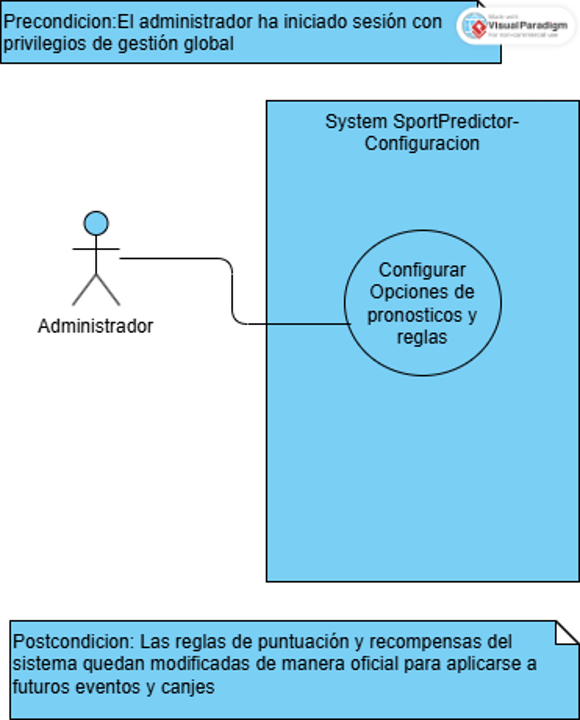 Precondicion:El administrador ha iniciado sesión con
privilegios de gestión global
Made with
VisualParadigm
For non-commercial use
System SportPredictor-
Configuracion
Configurar
Opciones de
pronosticos y
reglas
Administrador
Postcondicion: Las reglas de puntuación y recompensas del
sistema quedan modificadas de manera oficial para aplicarse a
futuros eventos y canjes